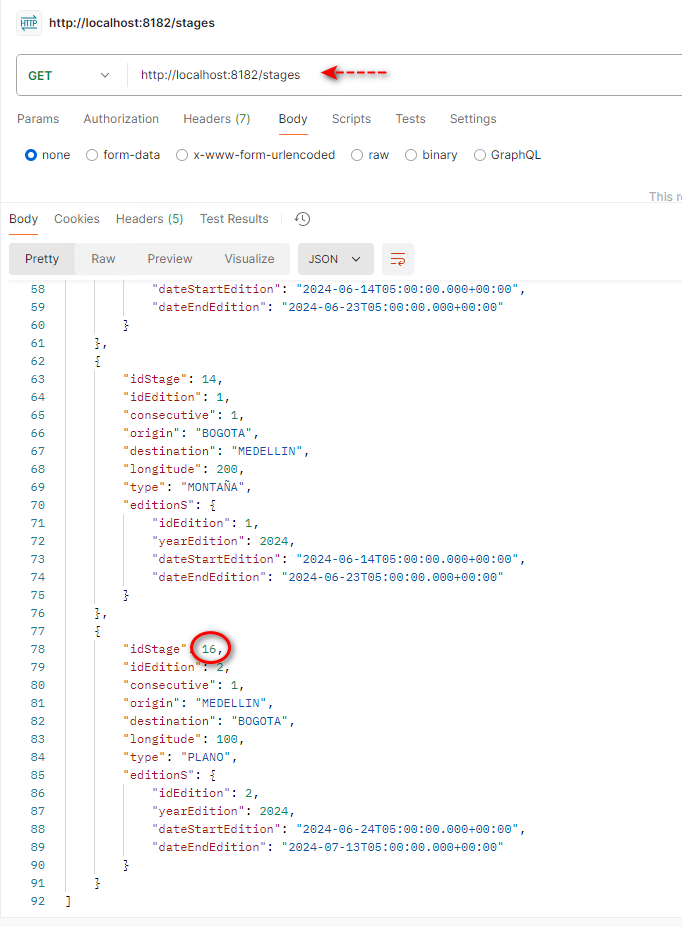 HTTP http://localhost:8182/stages
GET http://localhost:8182/stages
Params Authorization Headers (7) Body Scripts Tests Settings
none form-data x-www-form-urlencoded raw binary GraphQL
This
Body Cookies Headers (5) Test Results
Pretty Raw Preview Visualize JSON
58 "dateStartEdition": "2024-06-14T05:00:00.000+00:00",
59 "dateEndEdition": "2024-06-23T05:00:00.000+00:00"
60 }
61 },
62 {
63 "idStage": 14,
64 "idEdition": 1,
65 "consecutive": 1,
66 "origin": "BOGOTA",
67 "destination": "MEDELLIN",
68 "longitude": 200,
69 "type": "MONTAÑA",
70 "editionS": {
71 "idEdition": 1,
72 "yearEdition": 2024,
73 "dateStartEdition": "2024-06-14T05:00:00.000+00:00",
74 "dateEndEdition": "2024-06-23T05:00:00.000+00:00"
75 }
76 },
77 {
78 "idStage": 16,
79 "idEdition": 2,
80 "consecutive": 1,
81 "origin": "MEDELLIN",
82 "destination": "BOGOTA",
83 "longitude": 100,
84 "type": "PLANO",
85 "editionS": {
86 "idEdition": 2,
87 "yearEdition": 2024,
88 "dateStartEdition": "2024-06-24T05:00:00.000+00:00",
89 "dateEndEdition": "2024-07-13T05:00:00.000+00:00"
90 }
91 }
92 ]